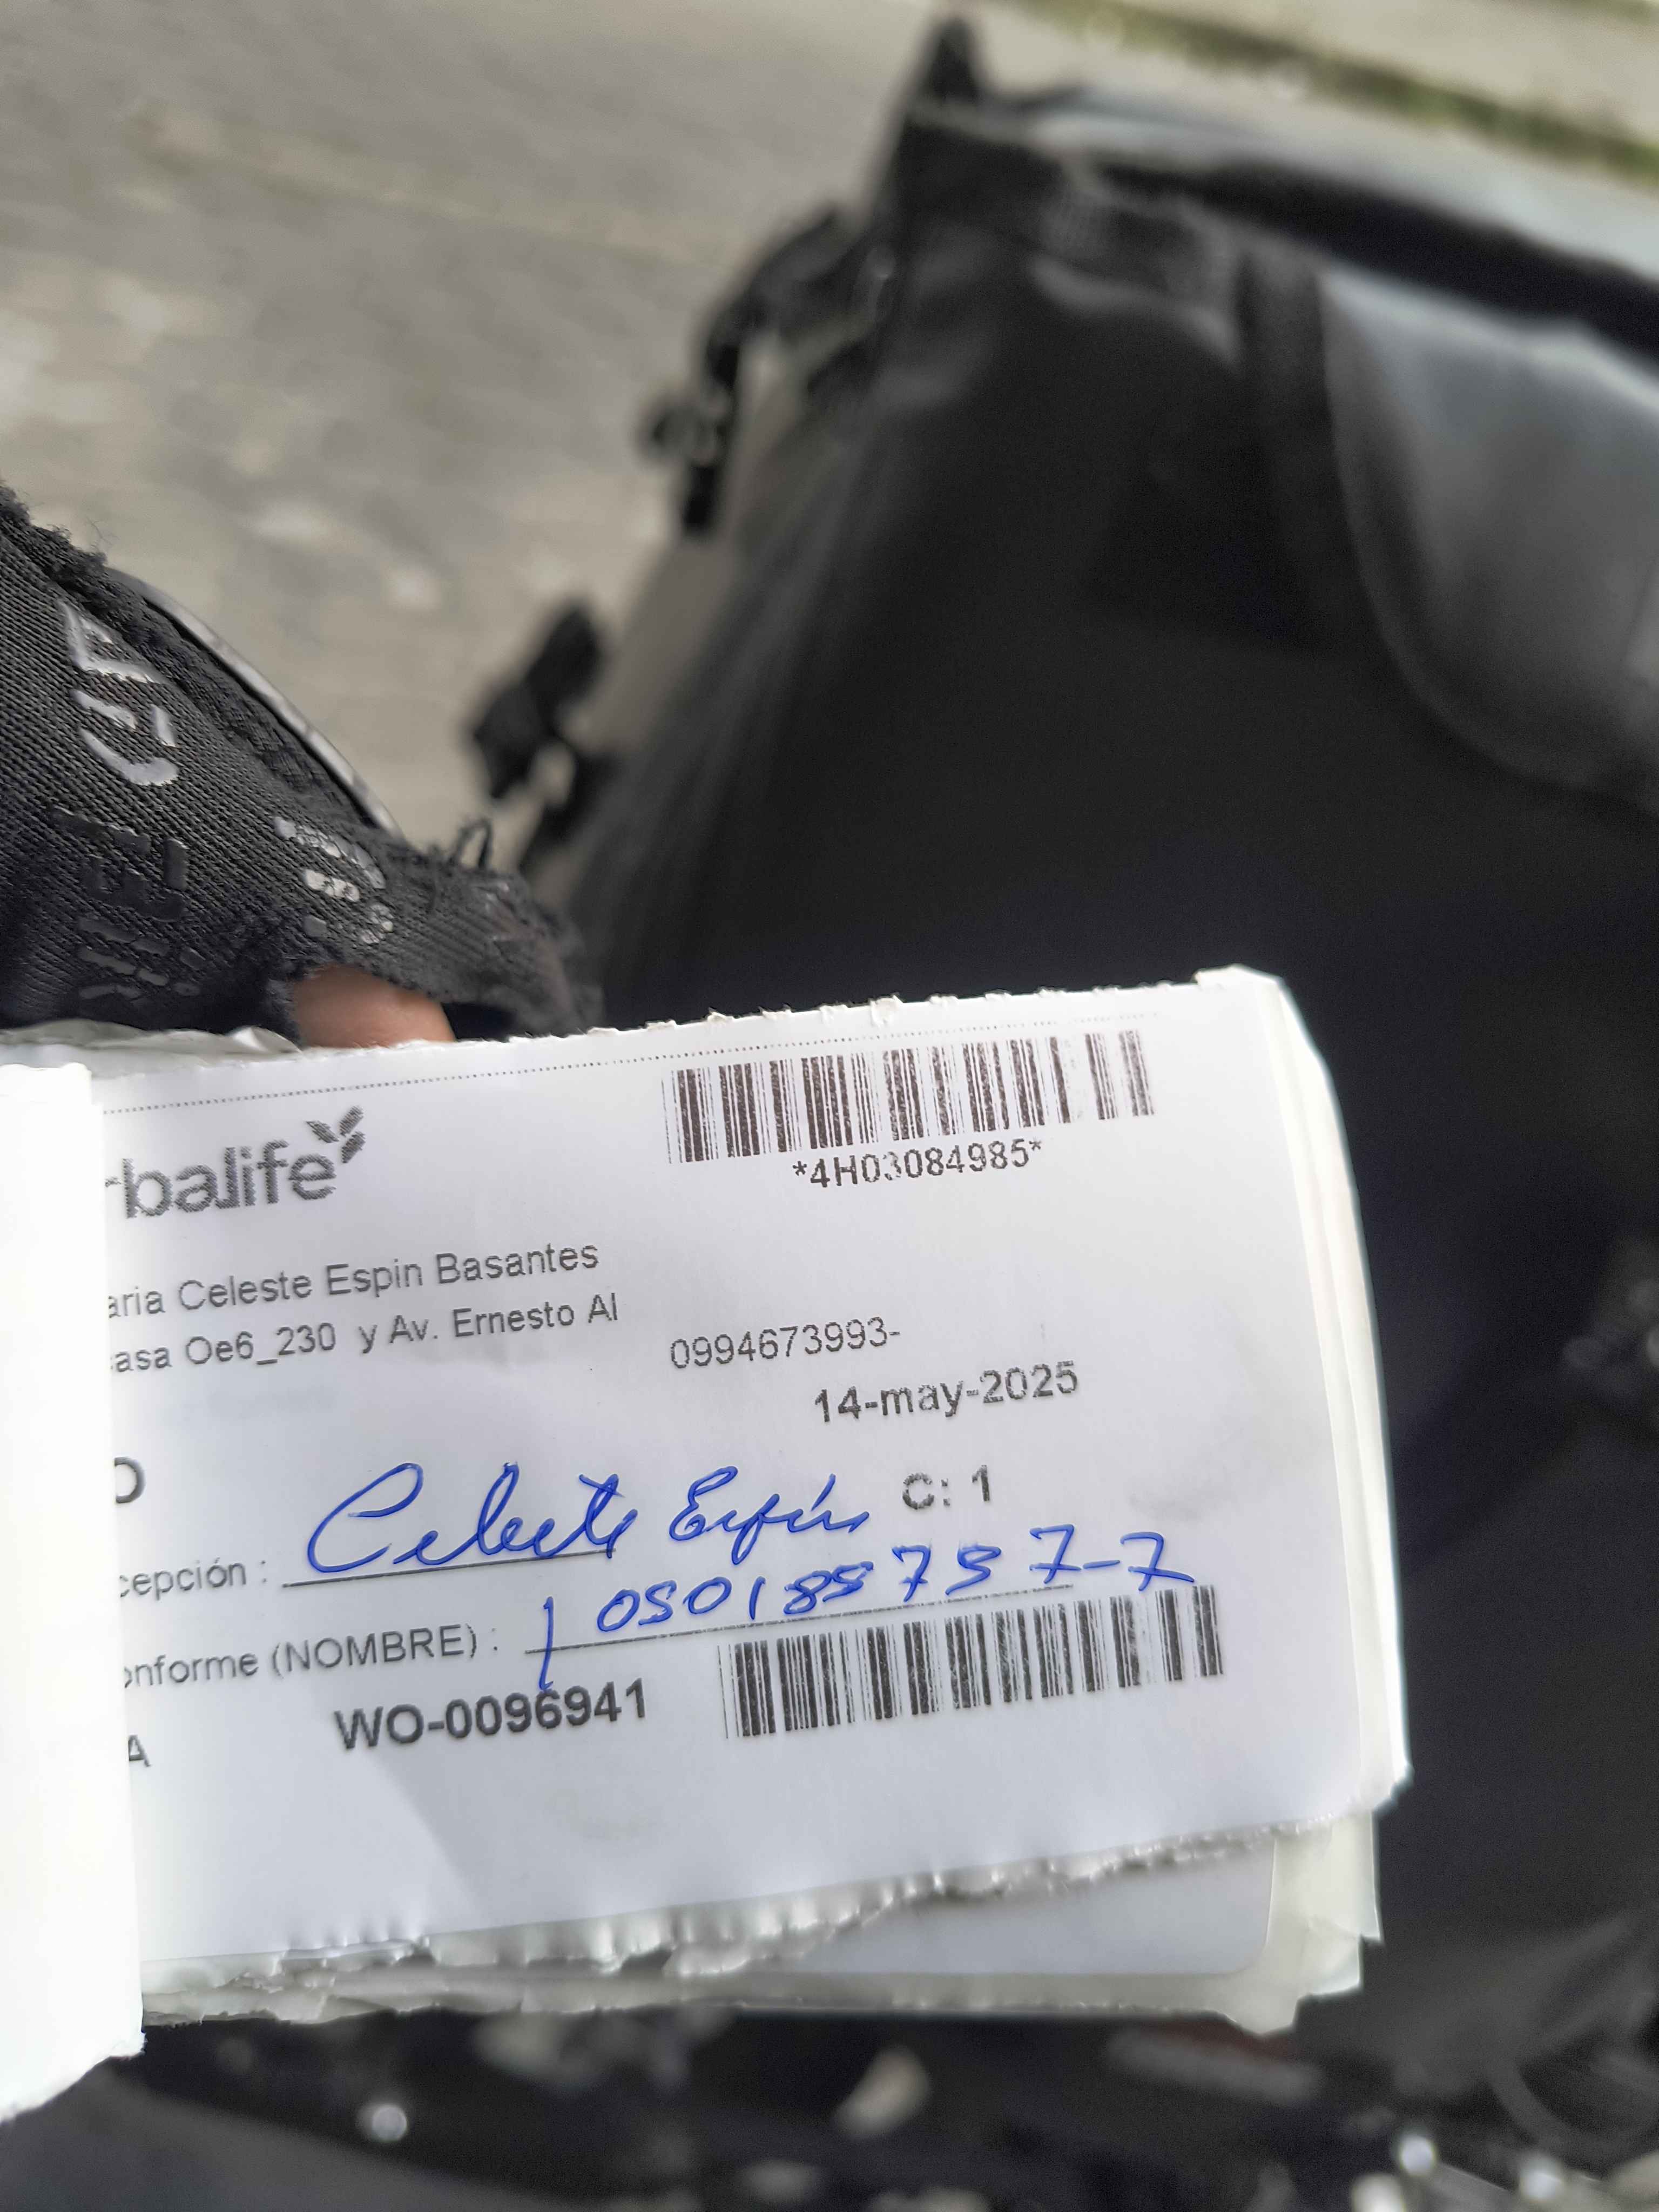 rbalife
*4H03084985*
aria Celeste Espin Basantes
asa Oe6_230 y Av. Ernesto Al
0994673993-
14-may-2025
O
C: 1
cepción : Celeste Espín
onforme (NOMBRE) : 050188757-7
WO-0096941
A